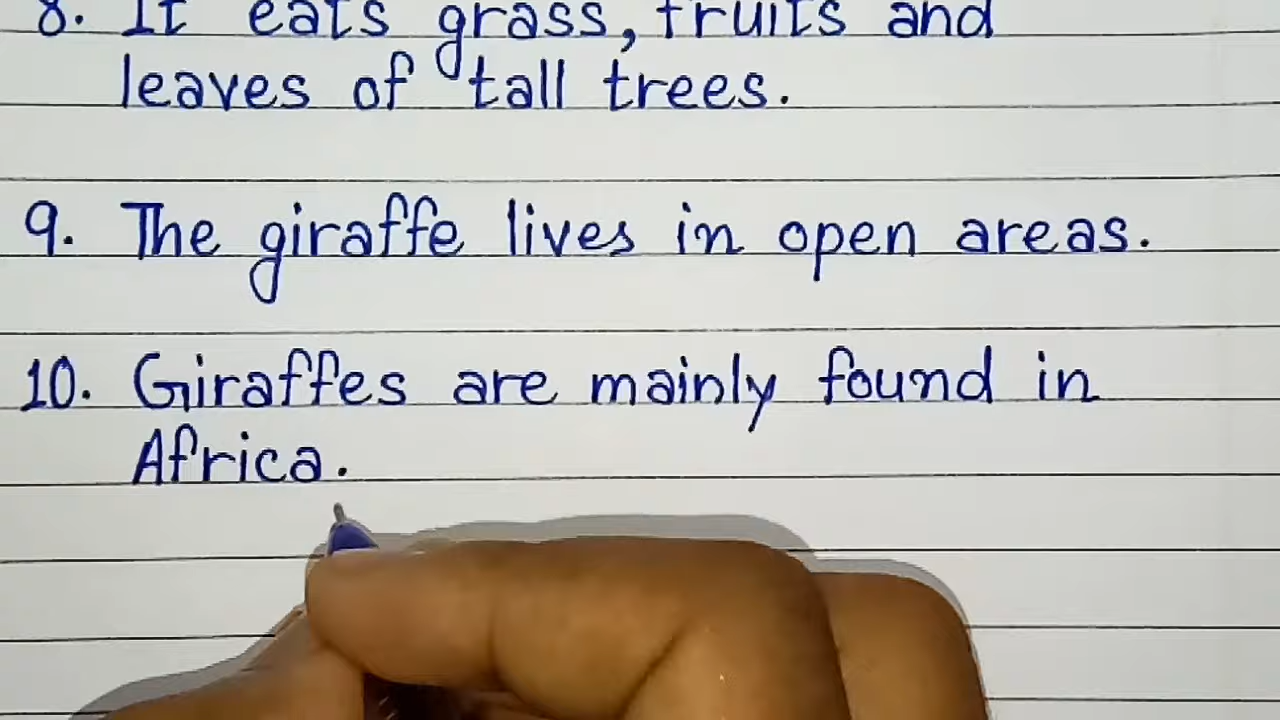 8. It eats grass, fruits and
leaves of tall trees.
9. The giraffe lives in open areas.
10. Giraffes are mainly found in
Africa.